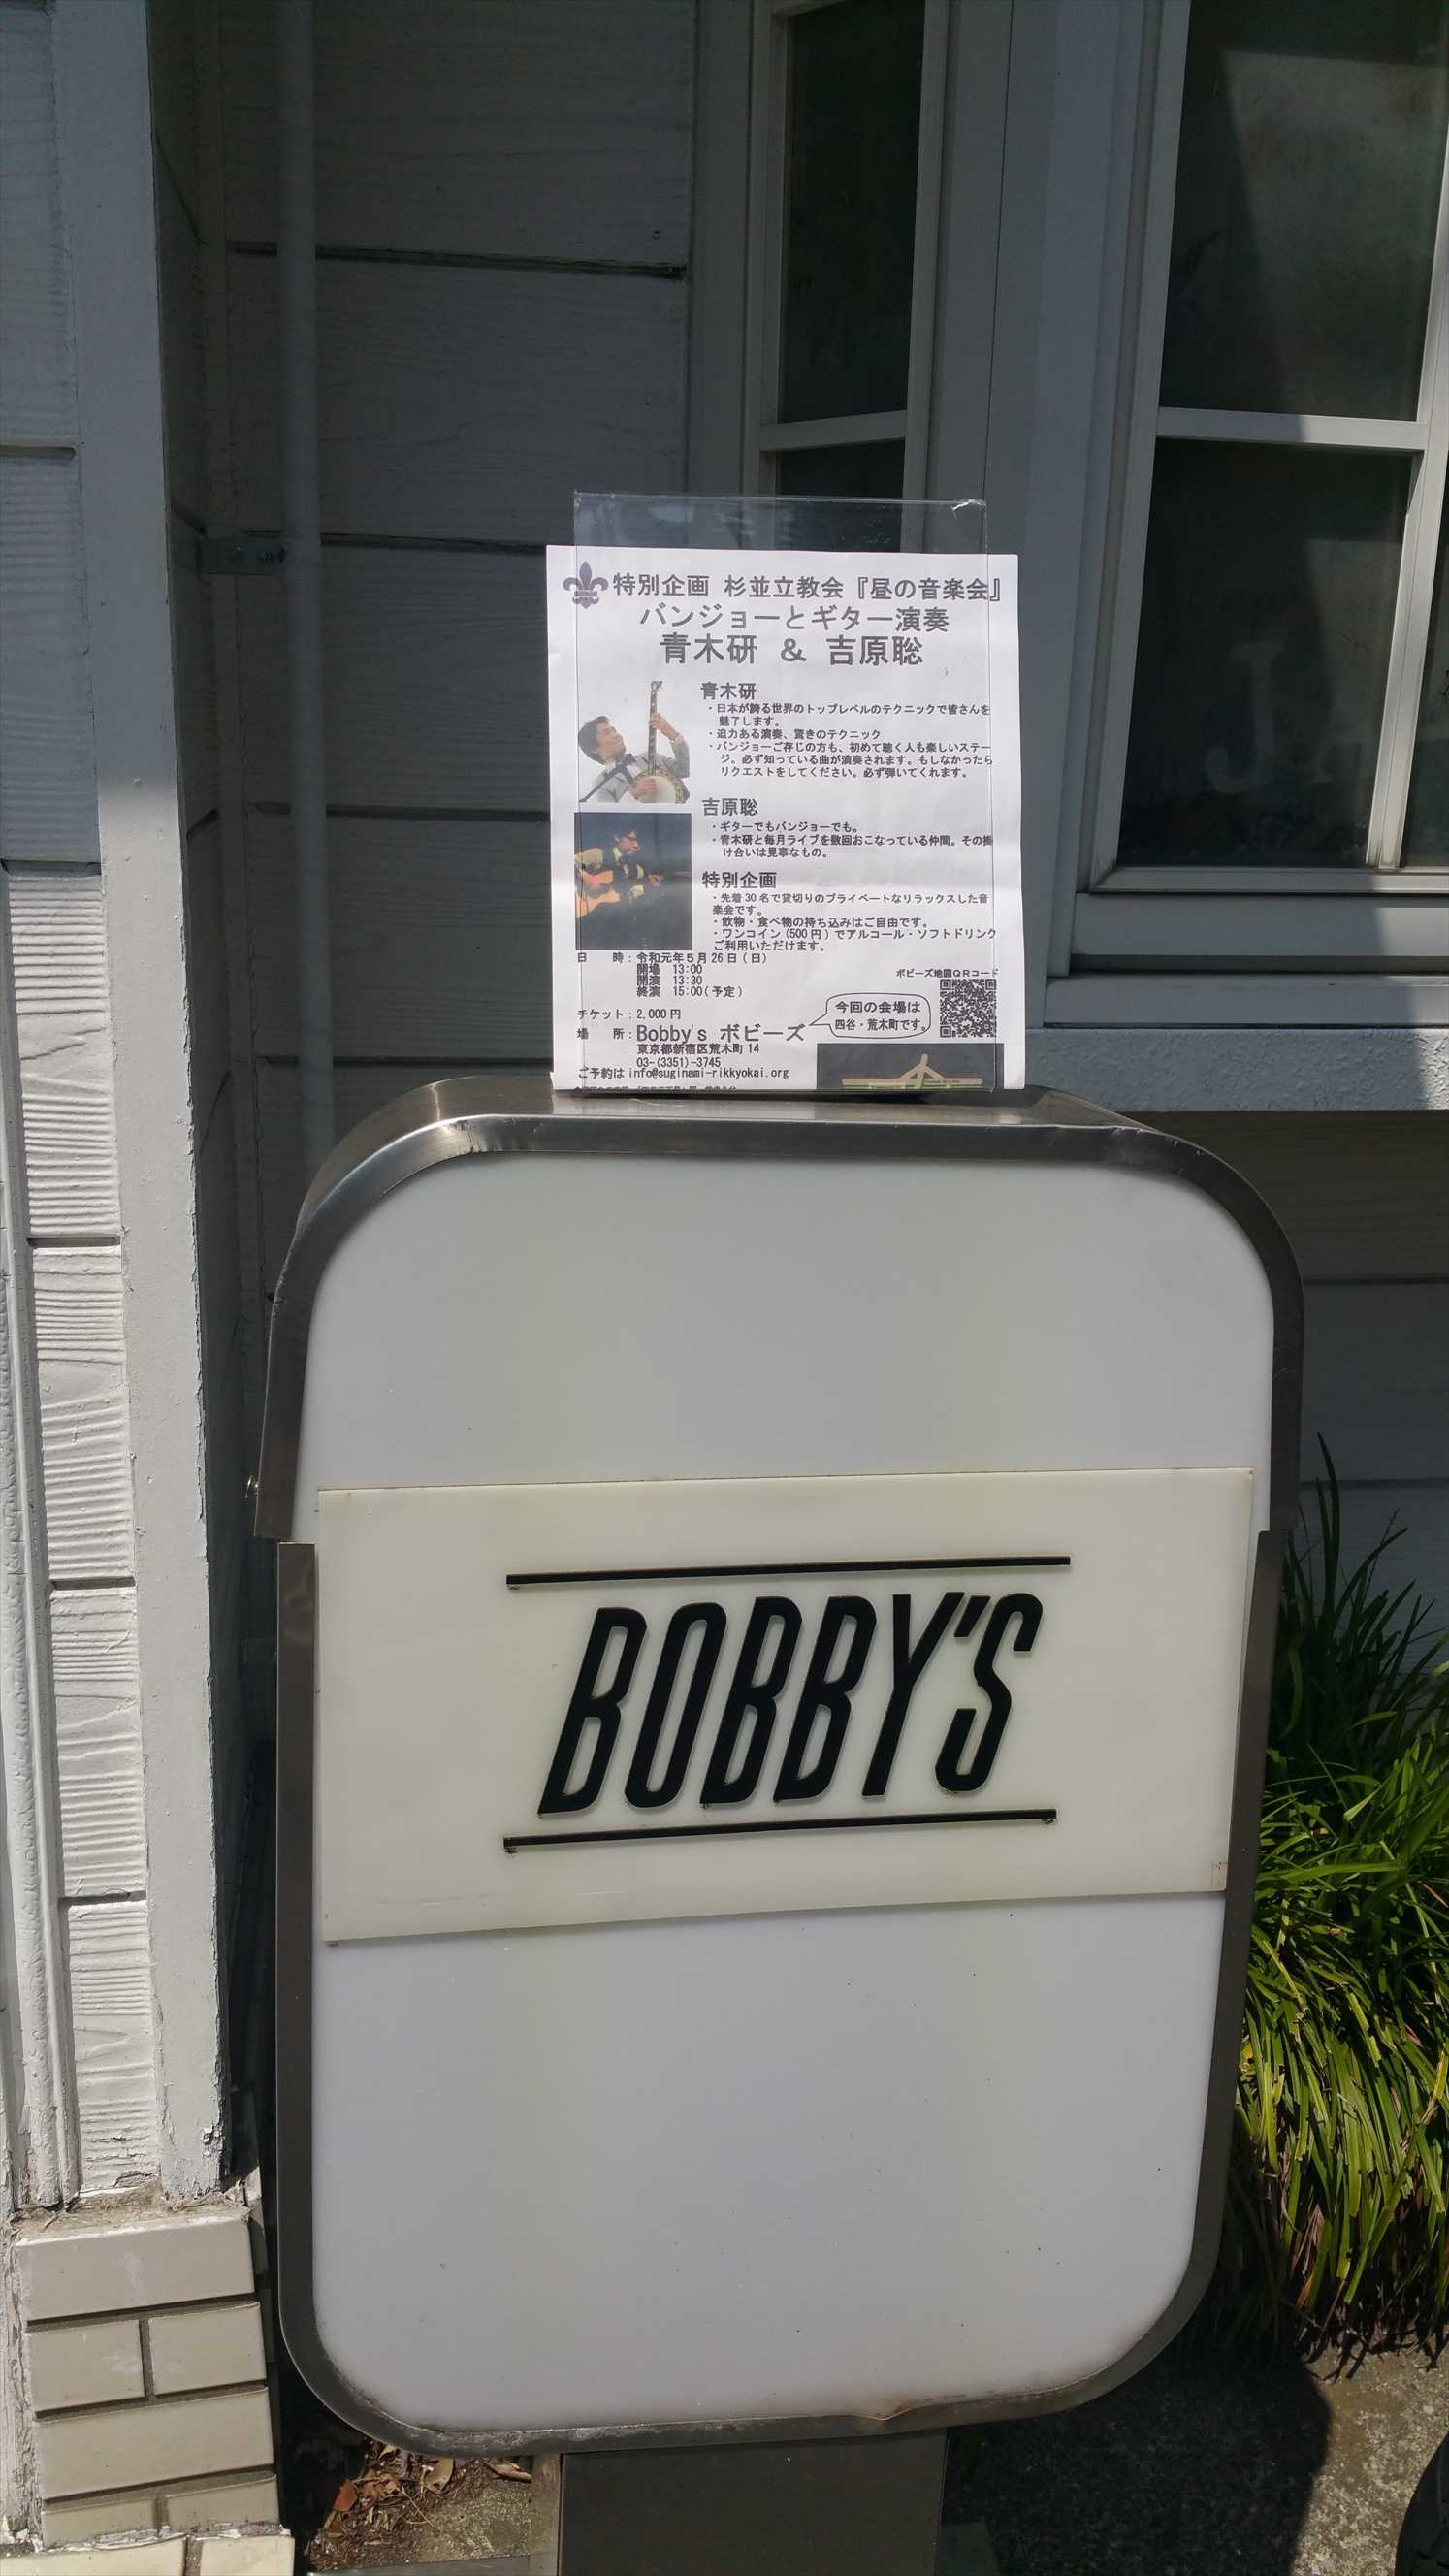 特別企画 杉並立教会『昼の音楽会』
バンジョーとギター演奏
青木研 & 吉原聡
青木研
・日本が誇る世界のトップレベルのテクニックで皆さんを
魅了します。
・迫力ある演奏、驚きのテクニック
・バンジョーご存じの方も、初めて聴く人も楽しいステー
ジ。必ず知っている曲が演奏されます。もしなかったら
リクエストをしてください。必ず弾いてくれます。
吉原聡
・ギターでもバンジョーでも。
・青木研と毎月ライブを数回おこなっている仲間。その掛
け合いは見事なもの。
特別企画
・先着30名で貸切りのプライベートなリラックスした音
楽会です。
・飲物・食べ物の持ち込みはご自由です。
・ワンコイン(500円)でアルコール・ソフトドリンク
ご利用いただけます。
日 時：令和元年5月26日(日)
開場 13:00
開演 13:30
終演 15:00(予定)
ボビーズ地図QRコード
チケット：2,000円
今回の会場は
四谷・荒木町です。
場 所：Bobby's ボビーズ
東京都新宿区荒木町14
03-(3351)-3745
ご予約は info@suginami-rikkyokai.org
BOBBY'S